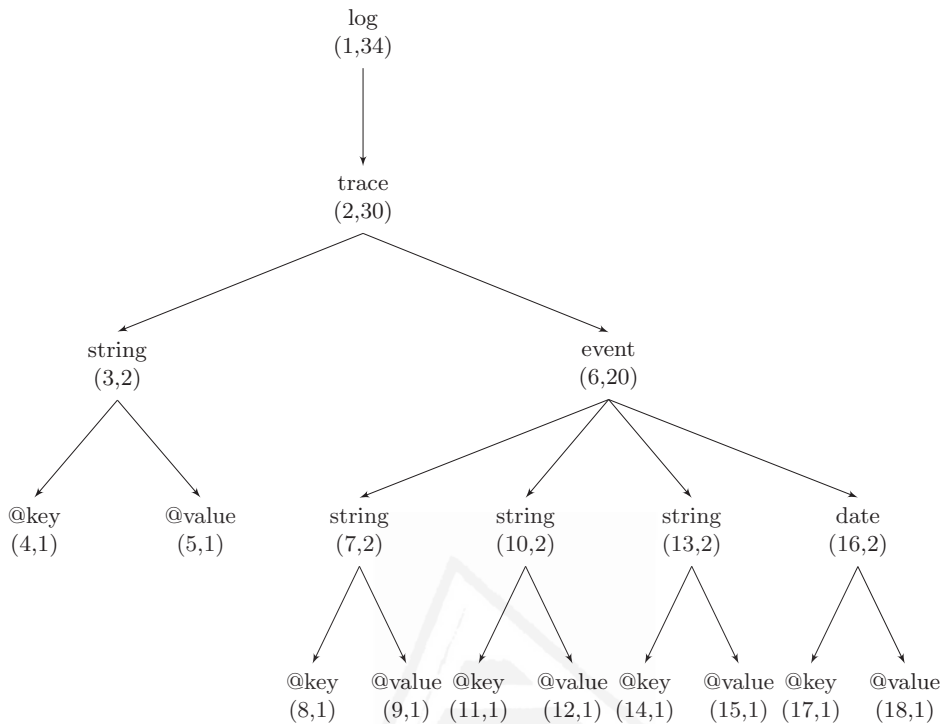 log
(1,34)
trace
(2,30)
string
(3,2)
event
(6,20)
@key
(4,1)
@value
(5,1)
string
(7,2)
string
(10,2)
string
(13,2)
date
(16,2)
@key
(8,1)
@value
(9,1)
@key
(11,1)
@value
(12,1)
@key
(14,1)
@value
(15,1)
@key
(17,1)
@value
(18,1)